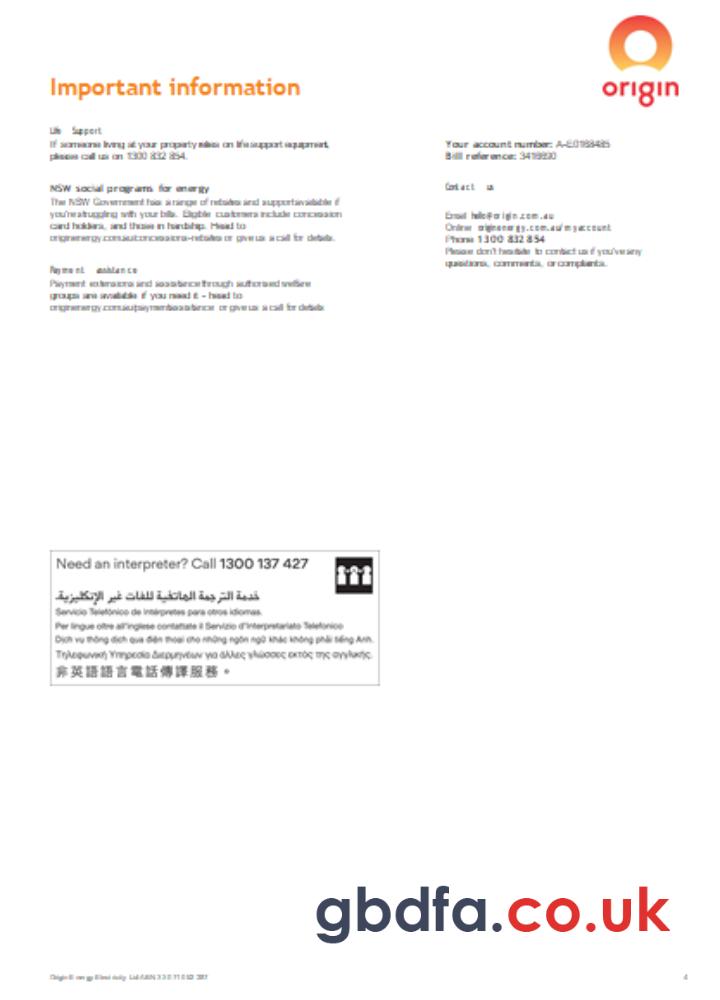 origin
Important information
Life Support
If someone living at your property relies on life support equipment,
please call us on 1300 832 854.
NSW social programs for energy
The NSW Government has a range of rebates and support available if
you're struggling with your bills. Eligible customers include concession
card holders, and those in hardship. Head to
originenergy.com.au/concessions-rebates or give us a call for details.
Payment assistance
Payment extensions and assistance through authorised welfare
groups are available if you need it - head to
originenergy.com.au/paymentassistance or give us a call for details
Your account number: A-E0168485
Bill reference:
Contact us
Email hello@origin.com.au
Online originenergy.com.au/myaccount
Phone 1300 832 854
Please don't hesitate to contact us if you've any
questions, comments, or complaints.
Need an interpreter? Call 1300 137 427
خدمة الترجمة الهاتفية للغات غير الإنكليزية.
Servicio Telefónico de Intérpretes para otros idiomas.
Per lingue oltre all'inglese contattate il Servizio d'Interpretariato Telefonico
Dịch vụ thông dịch qua điện thoại cho những ngôn ngữ khác không phải tiếng Anh.
Τηλεφωνική Υπηρεσία Διερμηνέων για άλλες γλώσσες εκτός της αγγλικής.
非英語語言電話傳譯服務。
gbdfa.co.uk
Origin Energy Electricity Ltd ABN
4